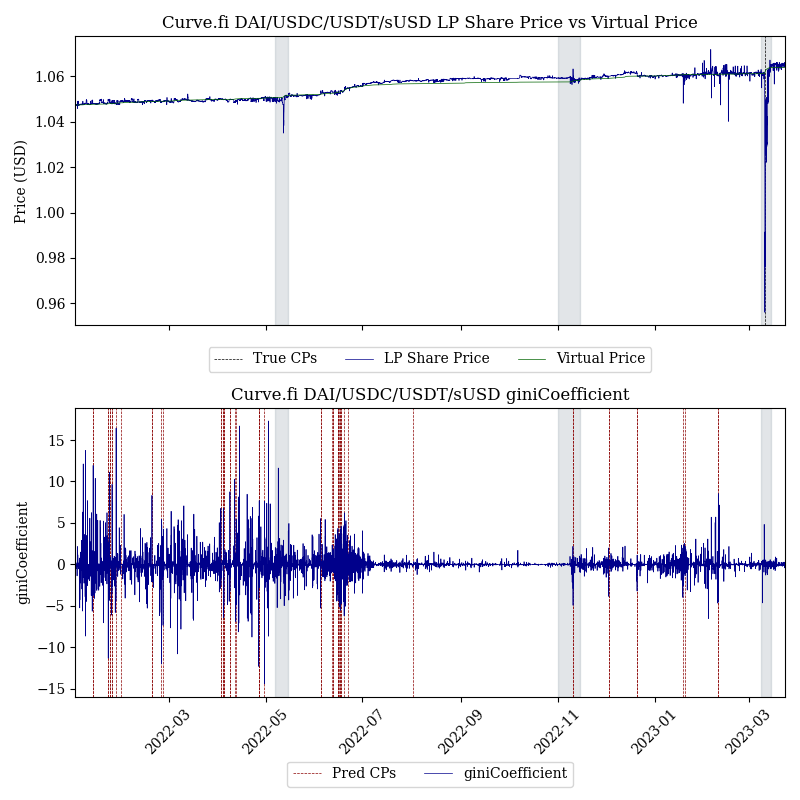 Curve.fi DAI/USDC/USDT/sUSD LP Share Price vs Virtual Price
Price (USD)
1.06
1.04
1.02
1.00
0.98
0.96
True CPs
LP Share Price
Virtual Price
Curve.fi DAI/USDC/USDT/sUSD giniCoefficient
giniCoefficient
15
10
5
0
−5
−10
−15
2022-03
2022-05
2022-07
2022-09
2022-11
2023-01
2023-03
Pred CPs
giniCoefficient